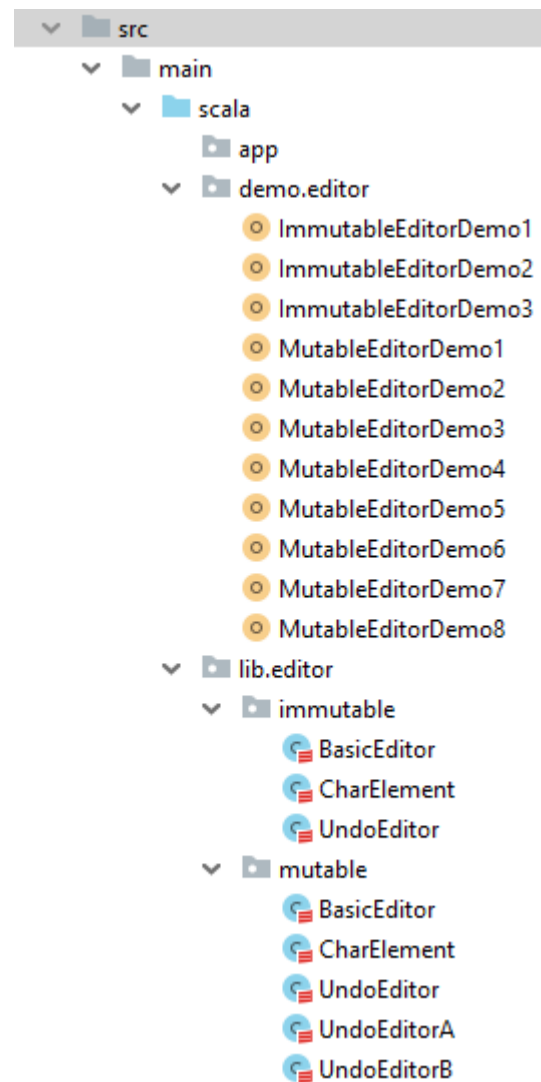 src
main
scala
app
demo.editor
ImmutableEditorDemo1
ImmutableEditorDemo2
ImmutableEditorDemo3
MutableEditorDemo1
MutableEditorDemo2
MutableEditorDemo3
MutableEditorDemo4
MutableEditorDemo5
MutableEditorDemo6
MutableEditorDemo7
MutableEditorDemo8
lib.editor
immutable
BasicEditor
CharElement
UndoEditor
mutable
BasicEditor
CharElement
UndoEditor
UndoEditorA
UndoEditorB